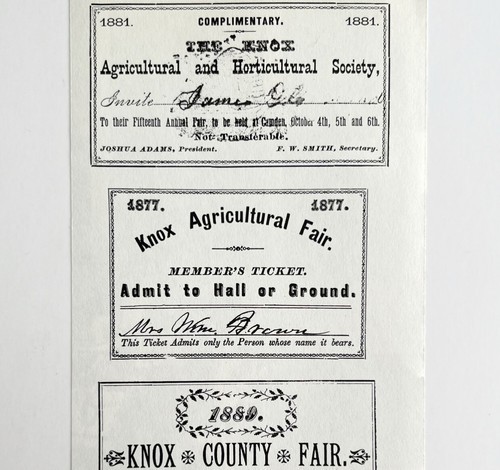 1881. COMPLIMENTARY. 1881.
THE KNOX
Agricultural and Horticultural Society,
Invite James
To their Fifteenth Annual Fair, to be held at Camden, October 4th, 5th and 6th.
Not Transferable.
JOSHUA ADAMS, President. F. W. SMITH, Secretary.
1877. 1877.
Knox Agricultural Fair.
MEMBER'S TICKET.
Admit to Hall or Ground.
Mrs Wm. Brown
This Ticket Admits only the Person whose name it bears.
1889.
KNOX COUNTY FAIR.